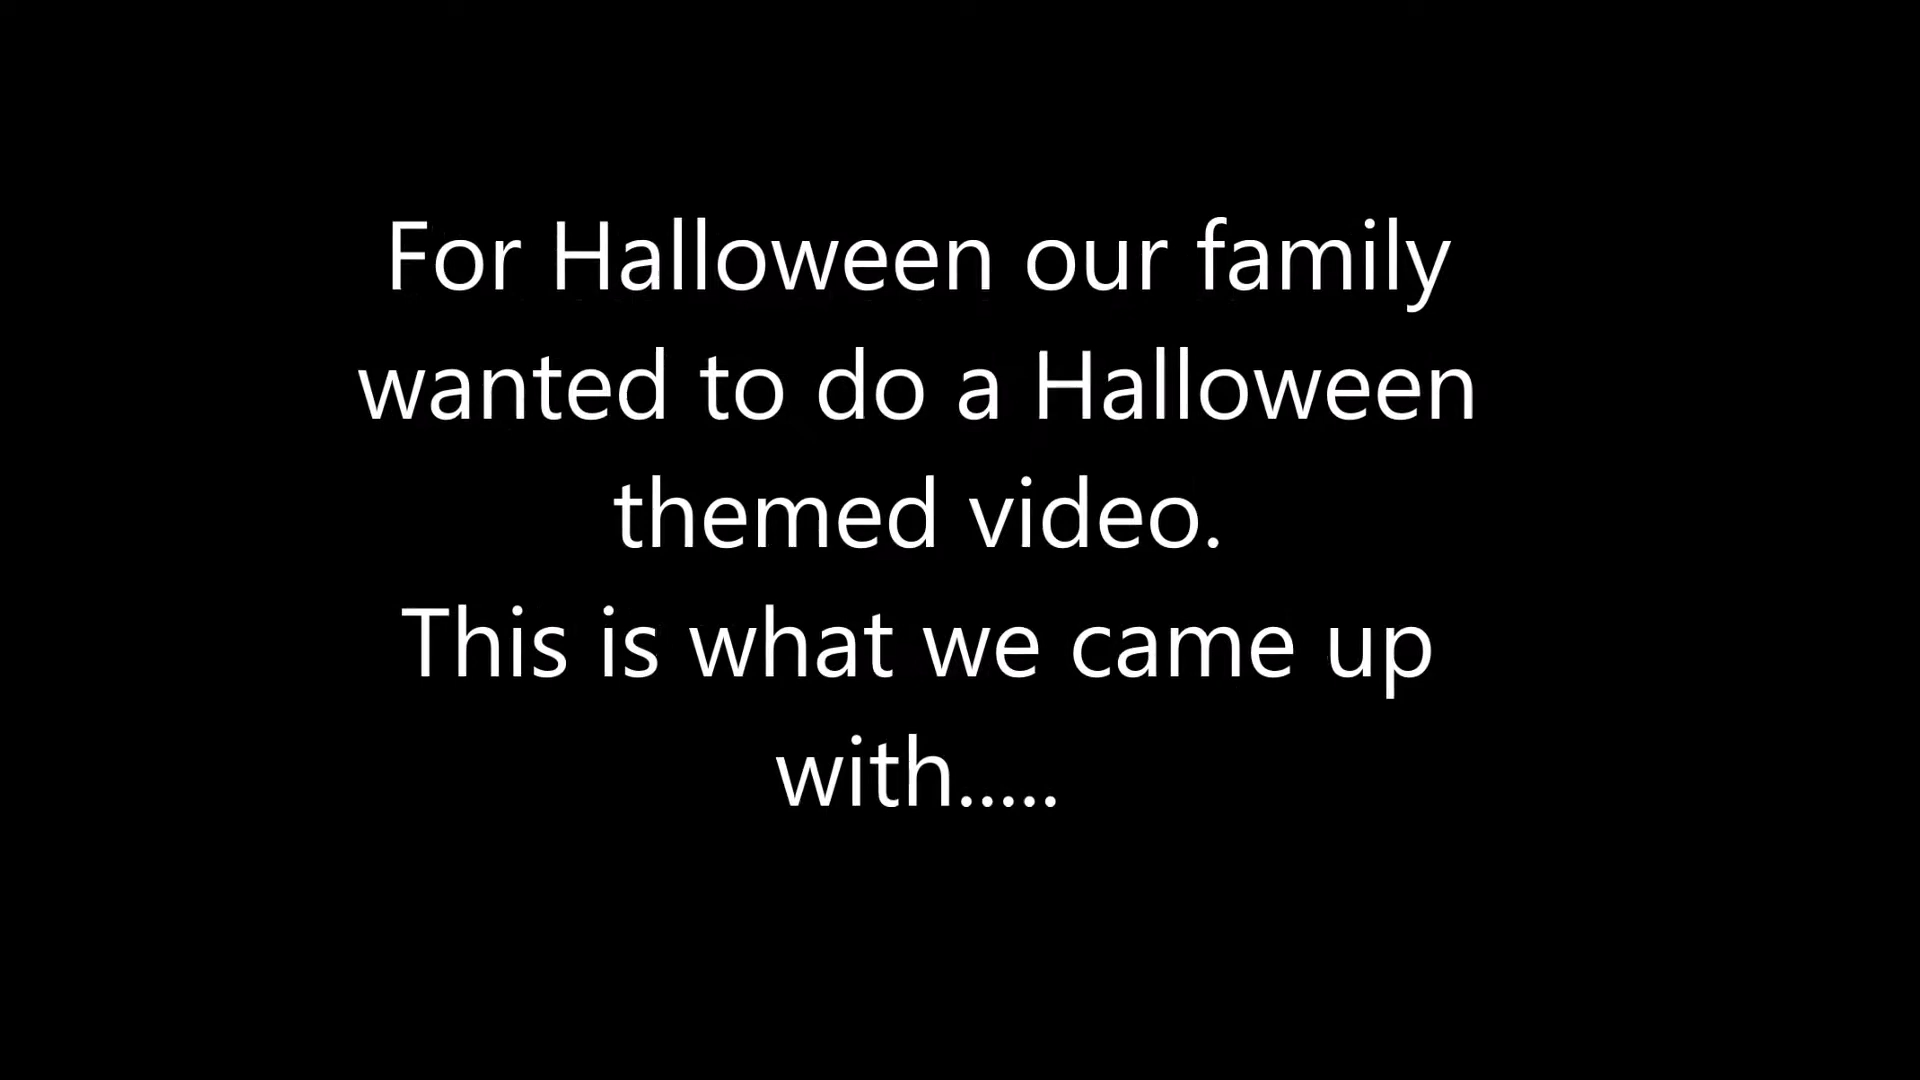 For Halloween our family
wanted to do a Halloween
themed video.
This is what we came up
with.....